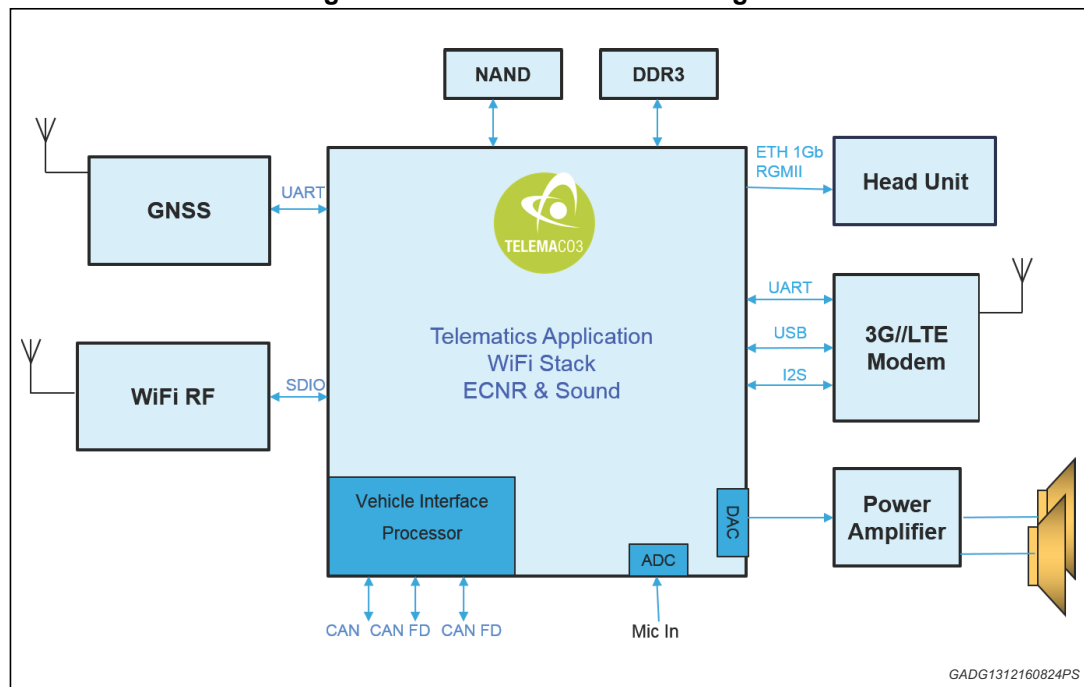 NAND
DDR3
ETH 1Gb
RGMII
Head Unit
GNSS
UART
TELEMACO3
UART
USB
I2S
3G//LTE
Modem
Telematics Application
WiFi Stack
ECNR & Sound
WiFi RF
SDIO
Vehicle Interface
Processor
DAC
Power
Amplifier
ADC
CAN CAN FD CAN FD
Mic In
GADG1312160824PS